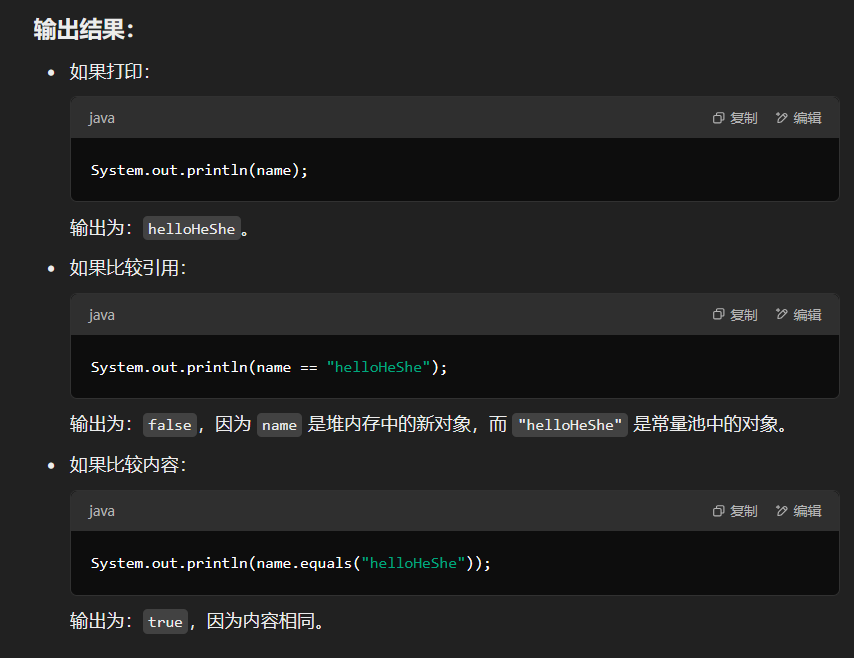 输出结果：
• 如果打印：
java 复制 编辑
System.out.println(name);
输出为：helloHeShe。
• 如果比较引用：
java 复制 编辑
System.out.println(name == "helloHeShe");
输出为：false，因为 name 是堆内存中的新对象，而 "helloHeShe" 是常量池中的对象。
• 如果比较内容：
java 复制 编辑
System.out.println(name.equals("helloHeShe"));
输出为：true，因为内容相同。